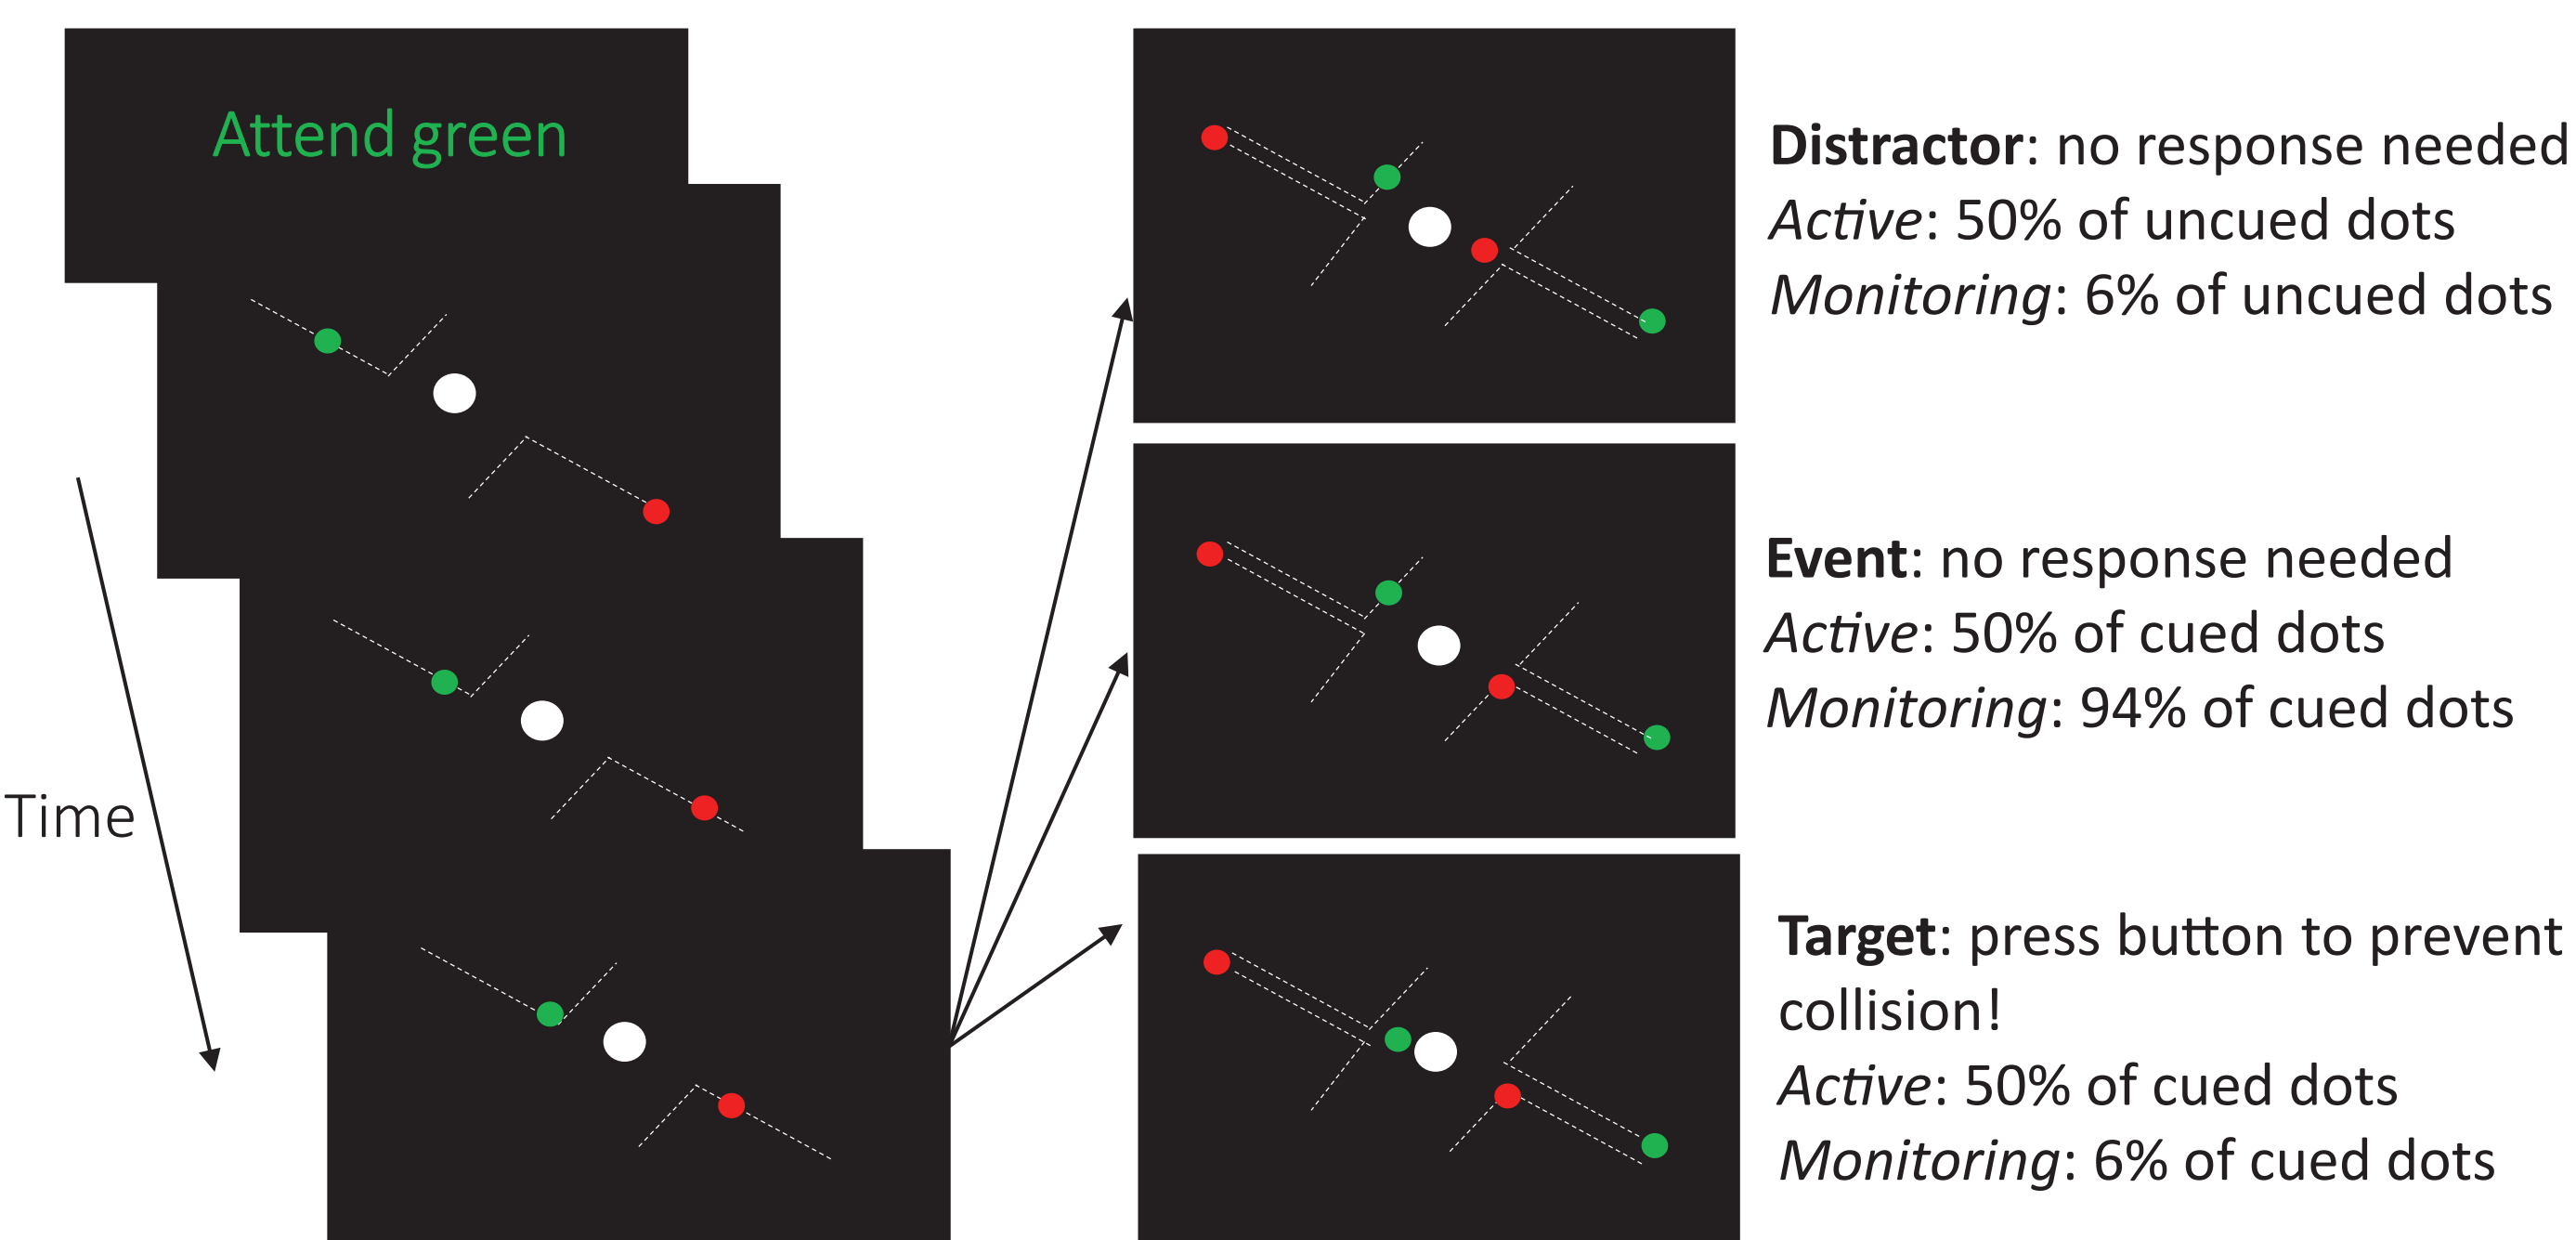 Attend green
Time
Distractor: no response needed
Active: 50% of uncued dots
Monitoring: 6% of uncued dots
Event: no response needed
Active: 50% of cued dots
Monitoring: 94% of cued dots
Target: press button to prevent
collision!
Active: 50% of cued dots
Monitoring: 6% of cued dots